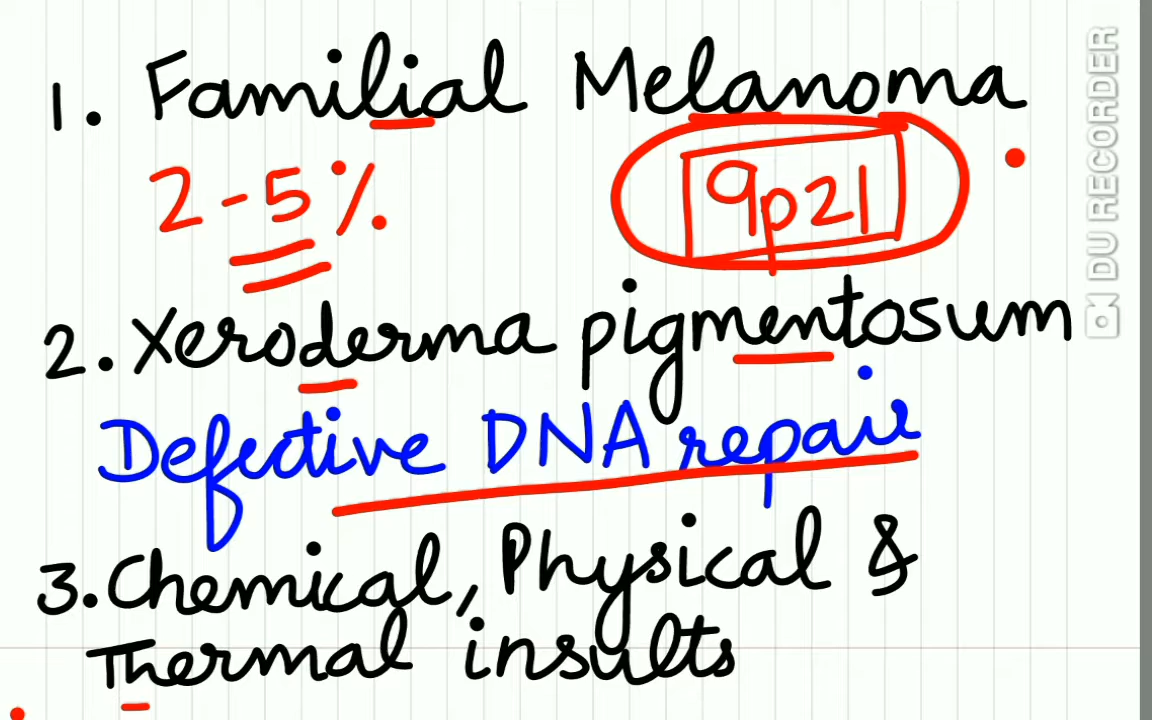 1. Familial Melanoma
2-5%. 9p21
2. Xeroderma pigmentosum
Defective DNA repair
3. Chemical, Physical &
Thermal insults
DU RECORDER